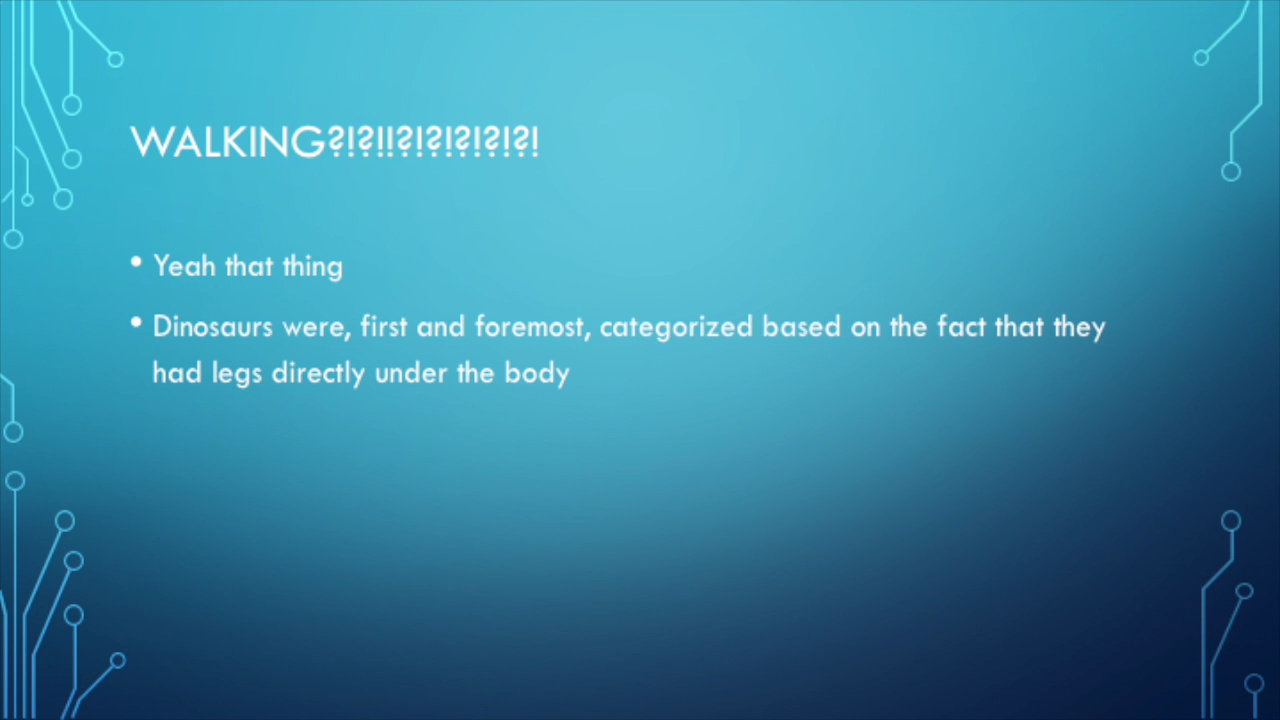 WALKING?!?!!?!?!?!?!?!
• Yeah that thing
• Dinosaurs were, first and foremost, categorized based on the fact that they
had legs directly under the body